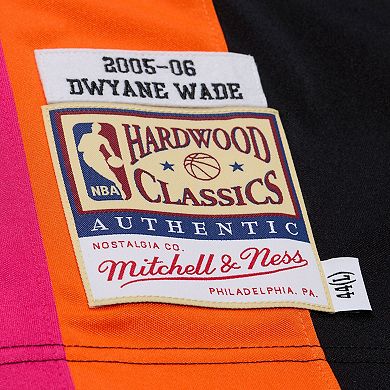 2005-06
DWYANE WADE
NBA
HARDWOOD
CLASSICS
AUTHENTIC
NOSTALGIA CO.
Mitchell & Ness
PHILADELPHIA, PA.
44(L)